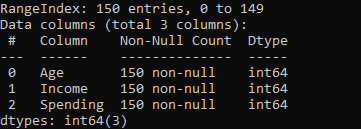 RangeIndex: 150 entries, 0 to 149
Data columns (total 3 columns):
 #   Column    Non-Null Count  Dtype
---  ------    --------------  -----
 0   Age       150 non-null    int64
 1   Income    150 non-null    int64
 2   Spending  150 non-null    int64
dtypes: int64(3)